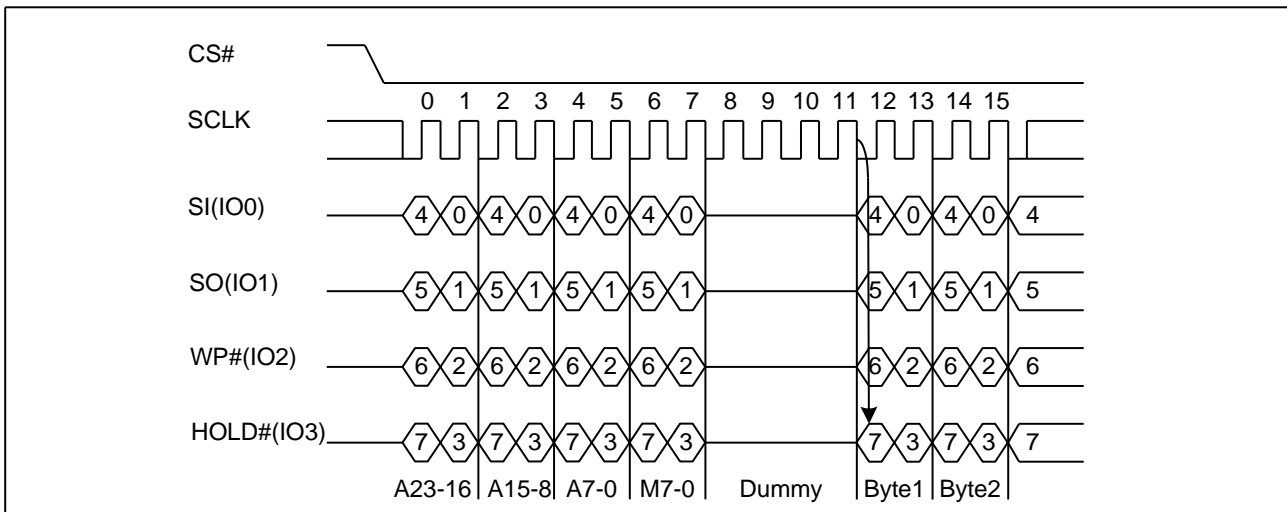 CS#
0 1 2 3 4 5 6 7 8 9 10 11 12 13 14 15
SCLK
SI(IO0) 4 0 4 0 4 0 4 0 4 0 4 0 4
SO(IO1) 5 1 5 1 5 1 5 1 5 1 5 1 5
WP#(IO2) 6 2 6 2 6 2 6 2 6 2 6 2 6
HOLD#(IO3) 7 3 7 3 7 3 7 3 7 3 7 3 7
A23-16 A15-8 A7-0 M7-0 Dummy Byte1 Byte2